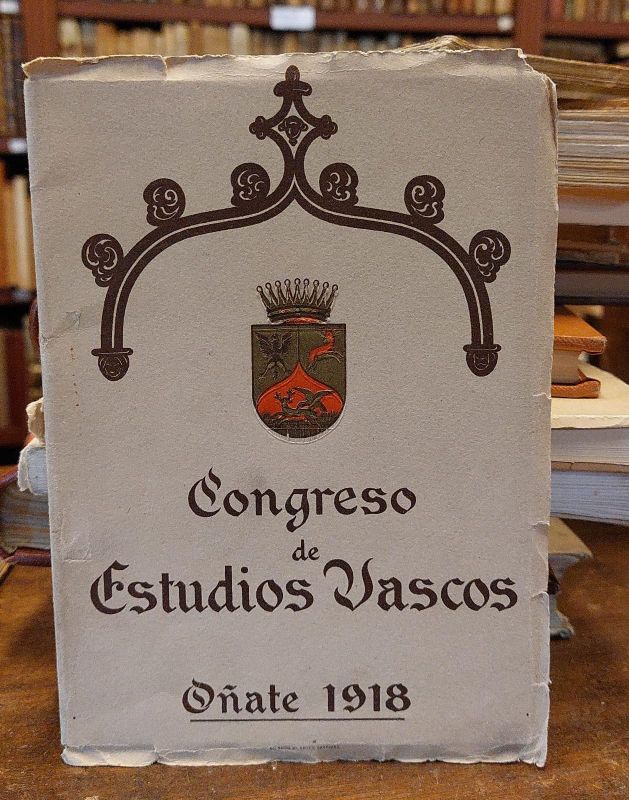 Congreso
de
Estudios Vascos
Oñate 1918